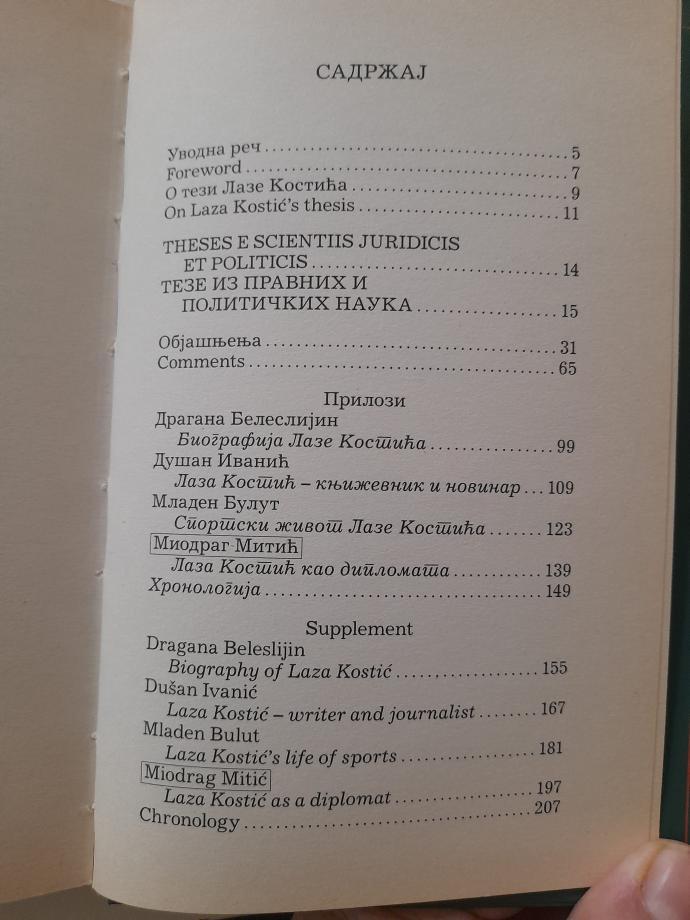 САДРЖАЈ
Уводна реч 5
Foreword 7
О тези Лазе Костића 9
On Laza Kostić's thesis 11
THESES E SCIENTIIS JURIDICIS
ET POLITICIS 14
ТЕЗЕ ИЗ ПРАВНИХ И
ПОЛИТИЧКИХ НАУКА 15
Објашњења 31
Comments 65
Прилози
Драгана Белеслијин
Биографија Лазе Костића 99
Душан Иванић
Лаза Костић – књижевник и новинар 109
Младен Булут
Спортски живот Лазе Костића 123
Миодраг Митић
Лаза Костић као дипломата 139
Хронологија 149
Supplement
Dragana Beleslijin
Biography of Laza Kostić 155
Dušan Ivanić
Laza Kostić – writer and journalist 167
Mladen Bulut
Laza Kostić's life of sports 181
Miodrag Mitić
Laza Kostić as a diplomat 197
Chronology 207